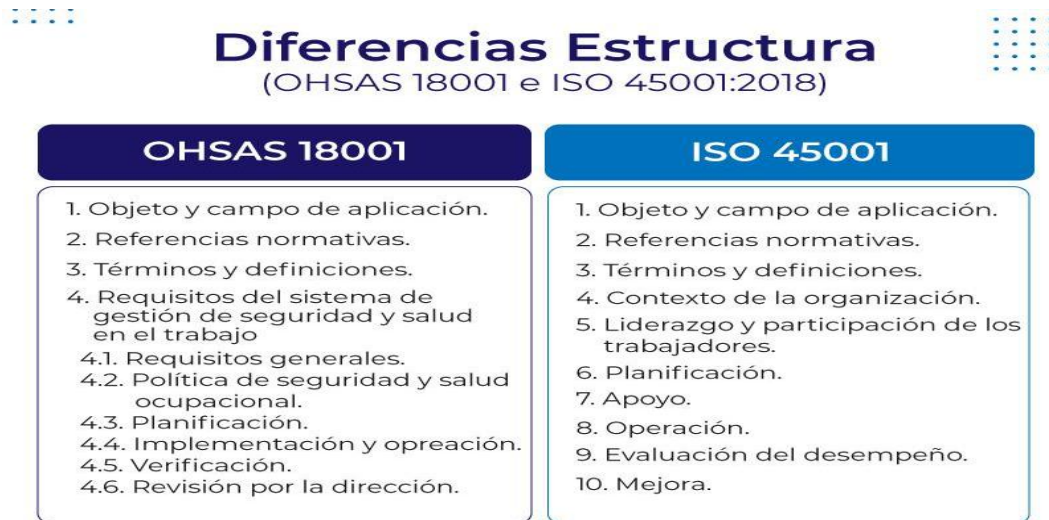 Diferencias Estructura
(OHSAS 18001 e ISO 45001:2018)
OHSAS 18001
1. Objeto y campo de aplicación.
2. Referencias normativas.
3. Términos y definiciones.
4. Requisitos del sistema de
gestión de seguridad y salud
en el trabajo
4.1. Requisitos generales.
4.2. Política de seguridad y salud
ocupacional.
4.3. Planificación.
4.4. Implementación y opreación.
4.5. Verificación.
4.6. Revisión por la dirección.
ISO 45001
1. Objeto y campo de aplicación.
2. Referencias normativas.
3. Términos y definiciones.
4. Contexto de la organización.
5. Liderazgo y participación de los
trabajadores.
6. Planificación.
7. Apoyo.
8. Operación.
9. Evaluación del desempeño.
10. Mejora.